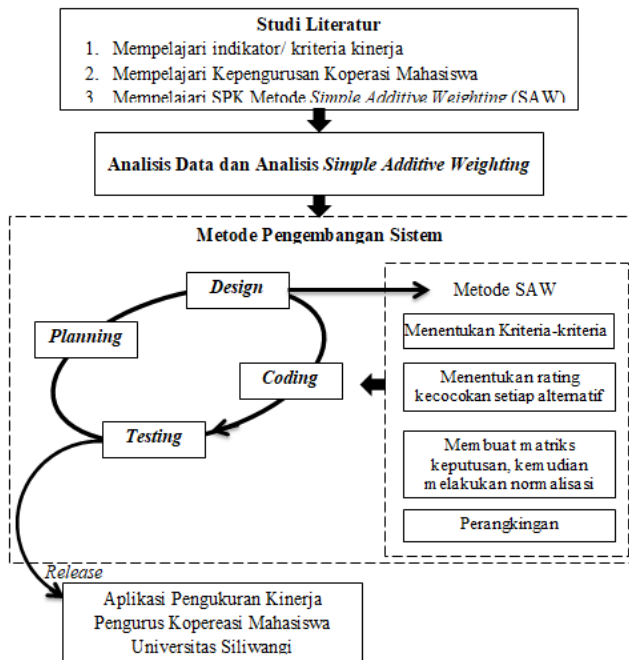 Studi Literatur
1. Mempelajari indikator/ kriteria kinerja
2. Mempelajari Kepengurusan Koperasi Mahasiswa
3. Mempelajari SPK Metode Simple Additive Weighting (SAW)
Analisis Data dan Analisis Simple Additive Weighting
Metode Pengembangan Sistem
Design
Planning
Coding
Testing
Metode SAW
Menentukan Kriteria-kriteria
Menentukan rating
kecocokan setiap alternatif
Membuat matriks
keputusan, kemudian
melakukan normalisasi
Perangkingan
Release
Aplikasi Pengukuran Kinerja
Pengurus Kopereasi Mahasiswa
Universitas Siliwangi